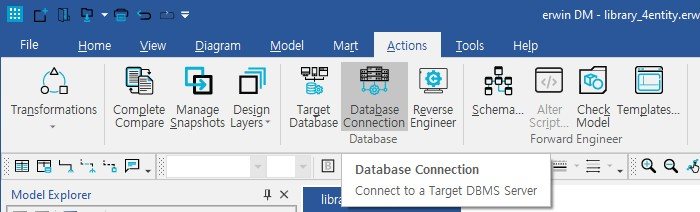 erwin DM - library_4entity.erw
File Home View Diagram Model Mart Actions Tools Help
Transformations
Complete Compare
Manage Snapshots
Design Layers
Target Database
Database Connection
Reverse Engineer
Database
Schema...
Alter Script...
Check Model
Templates...
Forward Engineer
B
Database Connection
Connect to a Target DBMS Server
Model Explorer
libra